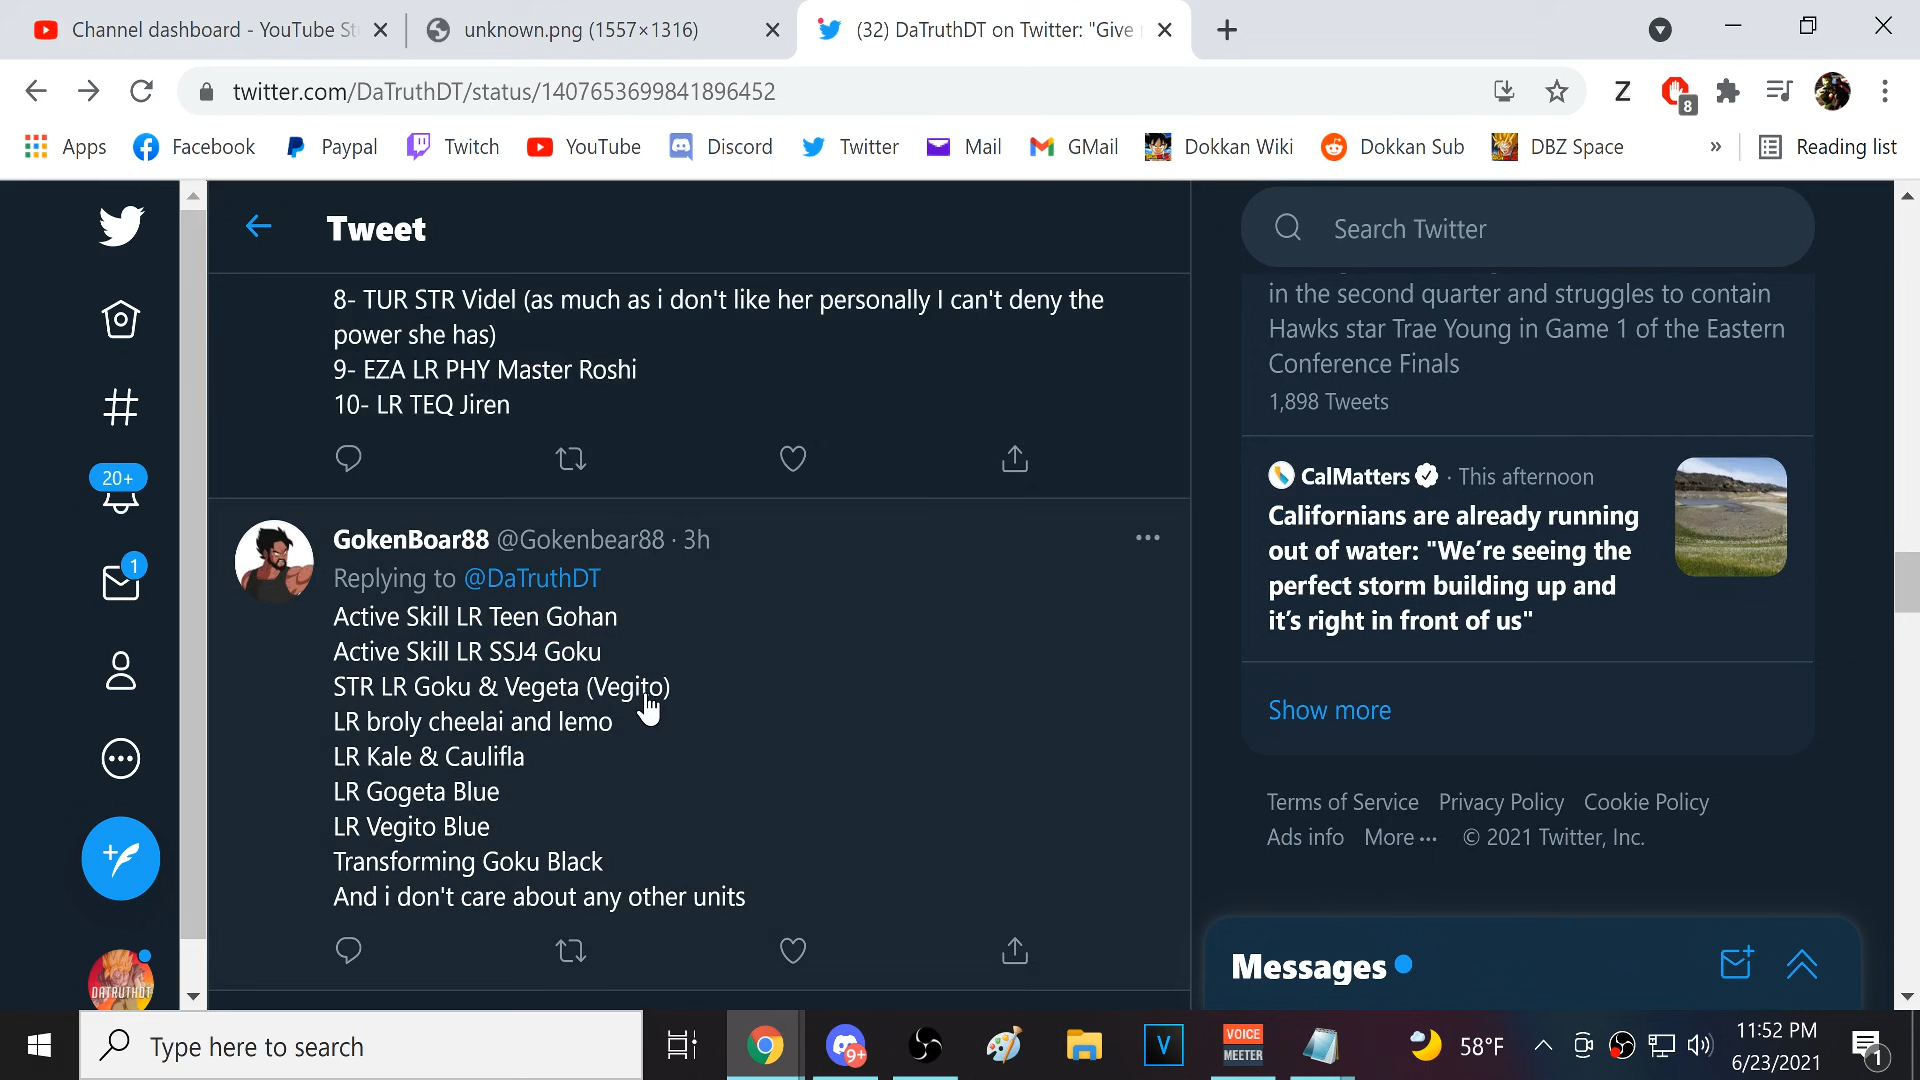 Channel dashboard - YouTube St
unknown.png (1557×1316)
(32) DaTruthDT on Twitter: "Give
twitter.com/DaTruthDT/status/1407653699841896452
Z
8
Apps
Facebook
Paypal
Twitch
YouTube
Discord
Twitter
Mail
GMail
Dokkan Wiki
Dokkan Sub
DBZ Space
»
Reading list
Tweet
Search Twitter
8- TUR STR Videl (as much as i don't like her personally I can't deny the
power she has)
9- EZA LR PHY Master Roshi
10- LR TEQ Jiren
GokenBoar88 @Gokenbear88 · 3h
Replying to @DaTruthDT
Active Skill LR Teen Gohan
Active Skill LR SSJ4 Goku
STR LR Goku & Vegeta (Vegito)
LR broly cheelai and lemo
LR Kale & Caulifla
LR Gogeta Blue
LR Vegito Blue
Transforming Goku Black
And i don't care about any other units
in the second quarter and struggles to contain
Hawks star Trae Young in Game 1 of the Eastern
Conference Finals
1,898 Tweets
CalMatters · This afternoon
Californians are already running
out of water: "We're seeing the
perfect storm building up and
it's right in front of us"
Show more
Terms of Service Privacy Policy Cookie Policy
Ads info More ··· © 2021 Twitter, Inc.
Messages
20+
1
DATRUTHDT
Type here to search
9+
V
VOICE
MEETER
58°F
11:52 PM
6/23/2021
1